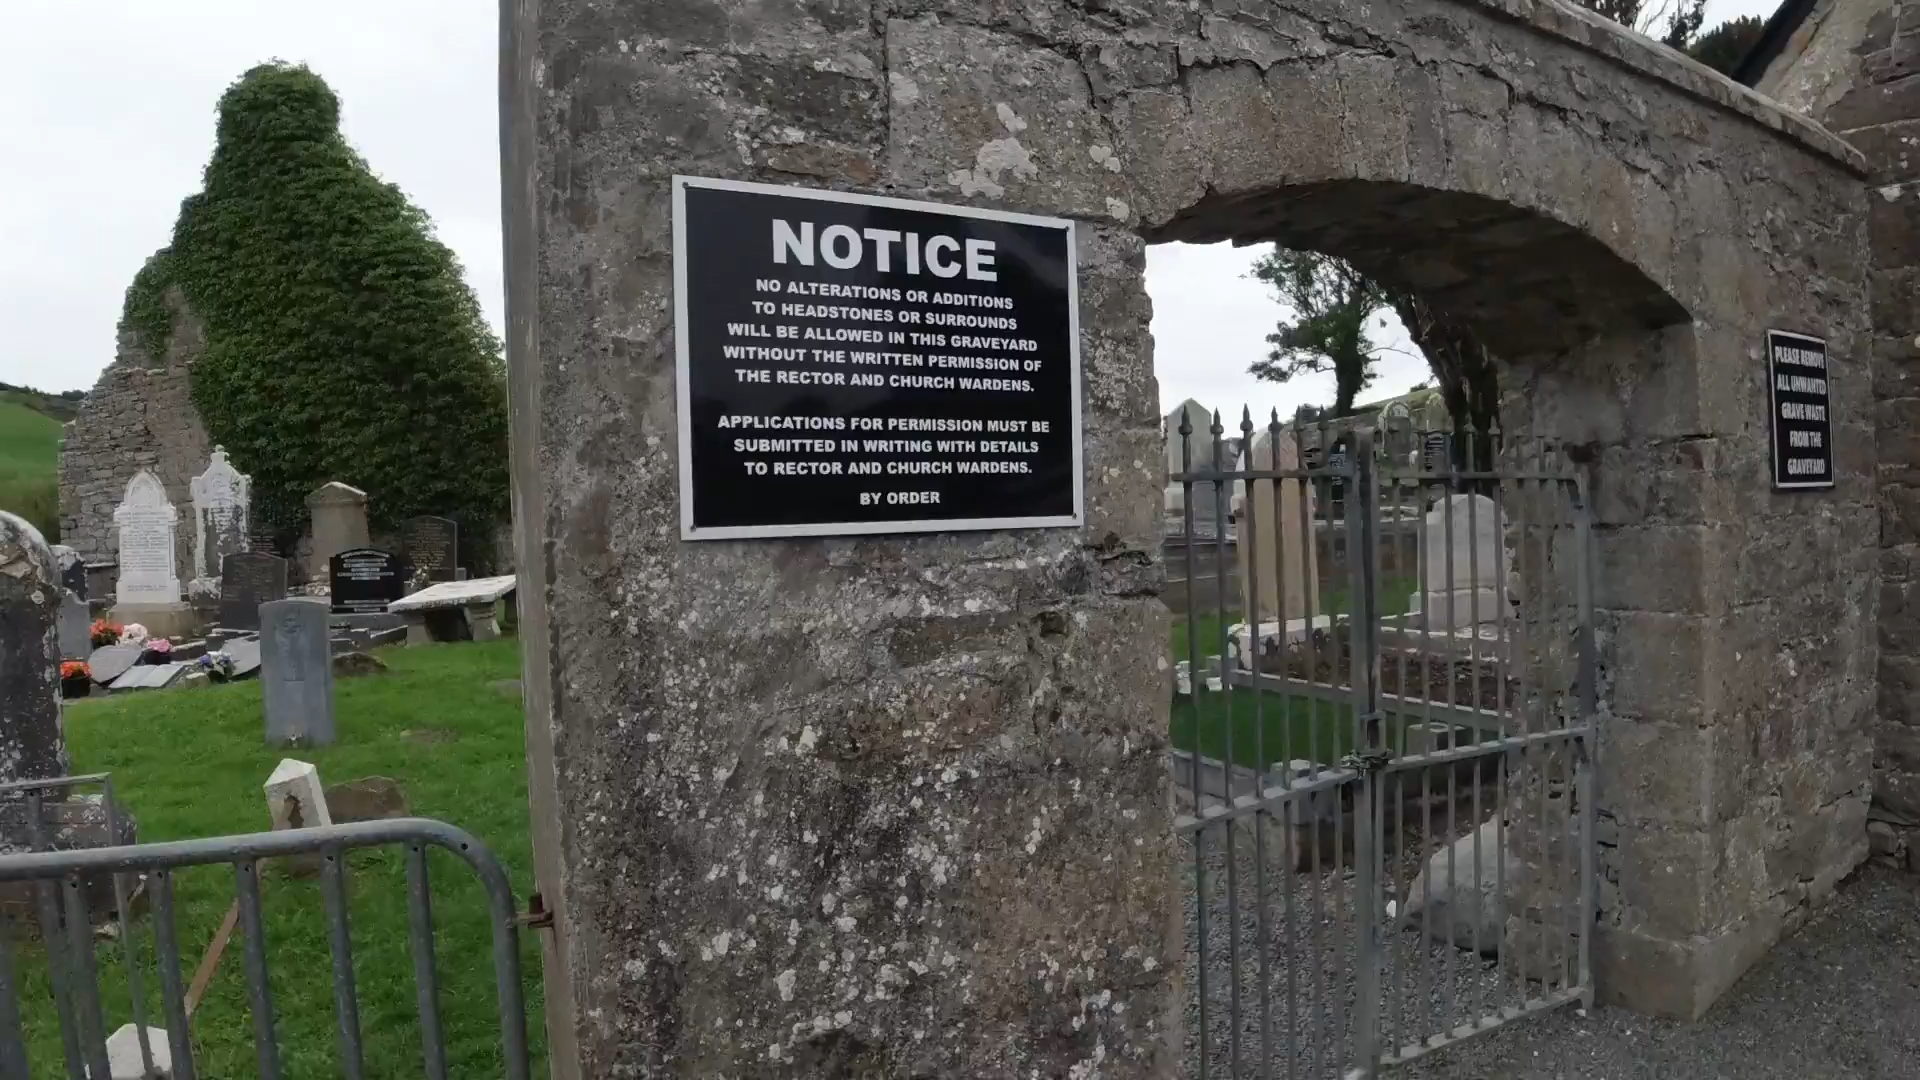 NOTICE
NO ALTERATIONS OR ADDITIONS
TO HEADSTONES OR SURROUNDS
WILL BE ALLOWED IN THIS GRAVEYARD
WITHOUT THE WRITTEN PERMISSION OF
THE RECTOR AND CHURCH WARDENS.
APPLICATIONS FOR PERMISSION MUST BE
SUBMITTED IN WRITING WITH DETAILS
TO RECTOR AND CHURCH WARDENS.
BY ORDER
PLEASE REMOVE
ALL UNWANTED
GRAVE WASTE
FROM THE
GRAVEYARD